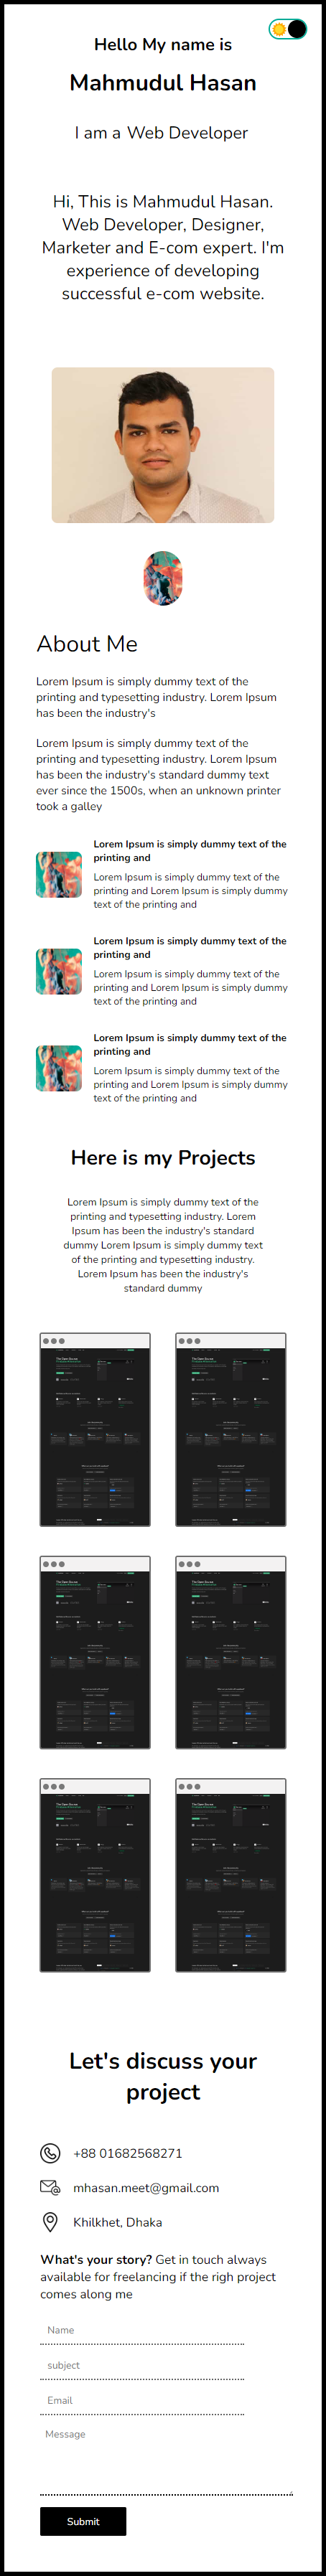 Hello My name is
Mahmudul Hasan
I am a Web Developer
Hi, This is Mahmudul Hasan.
Web Developer, Designer,
Marketer and E-com expert. I'm
experience of developing
successful e-com website.
About Me
Lorem Ipsum is simply dummy text of the
printing and typesetting industry. Lorem Ipsum
has been the industry's
Lorem Ipsum is simply dummy text of the
printing and typesetting industry. Lorem Ipsum
has been the industry's standard dummy text
ever since the 1500s, when an unknown printer
took a galley
Lorem Ipsum is simply dummy text of the
printing and
Lorem Ipsum is simply dummy text of the
printing and Lorem Ipsum is simply dummy
text of the printing and
Lorem Ipsum is simply dummy text of the
printing and
Lorem Ipsum is simply dummy text of the
printing and Lorem Ipsum is simply dummy
text of the printing and
Lorem Ipsum is simply dummy text of the
printing and
Lorem Ipsum is simply dummy text of the
printing and Lorem Ipsum is simply dummy
text of the printing and
Here is my Projects
Lorem Ipsum is simply dummy text of the
printing and typesetting industry. Lorem
Ipsum has been the industry's standard
dummy Lorem Ipsum is simply dummy text
of the printing and typesetting industry.
Lorem Ipsum has been the industry's
standard dummy
Let's discuss your
project
+88 01682568271
mhasan.meet@gmail.com
Khilkhet, Dhaka
What's your story? Get in touch always
available for freelancing if the righ project
comes along me
Name
subject
Email
Message
Submit